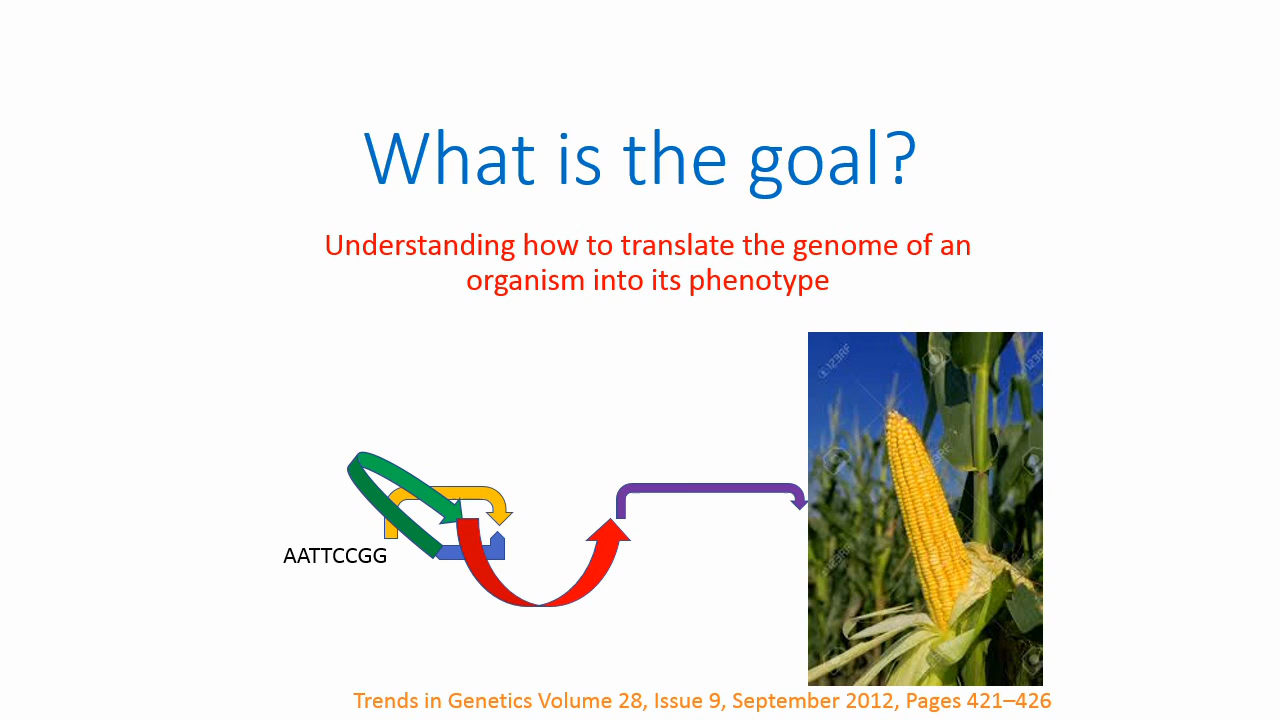 What is the goal?
Understanding how to translate the genome of an
organism into its phenotype
AATTCCGG
123RF
Trends in Genetics Volume 28, Issue 9, September 2012, Pages 421–426